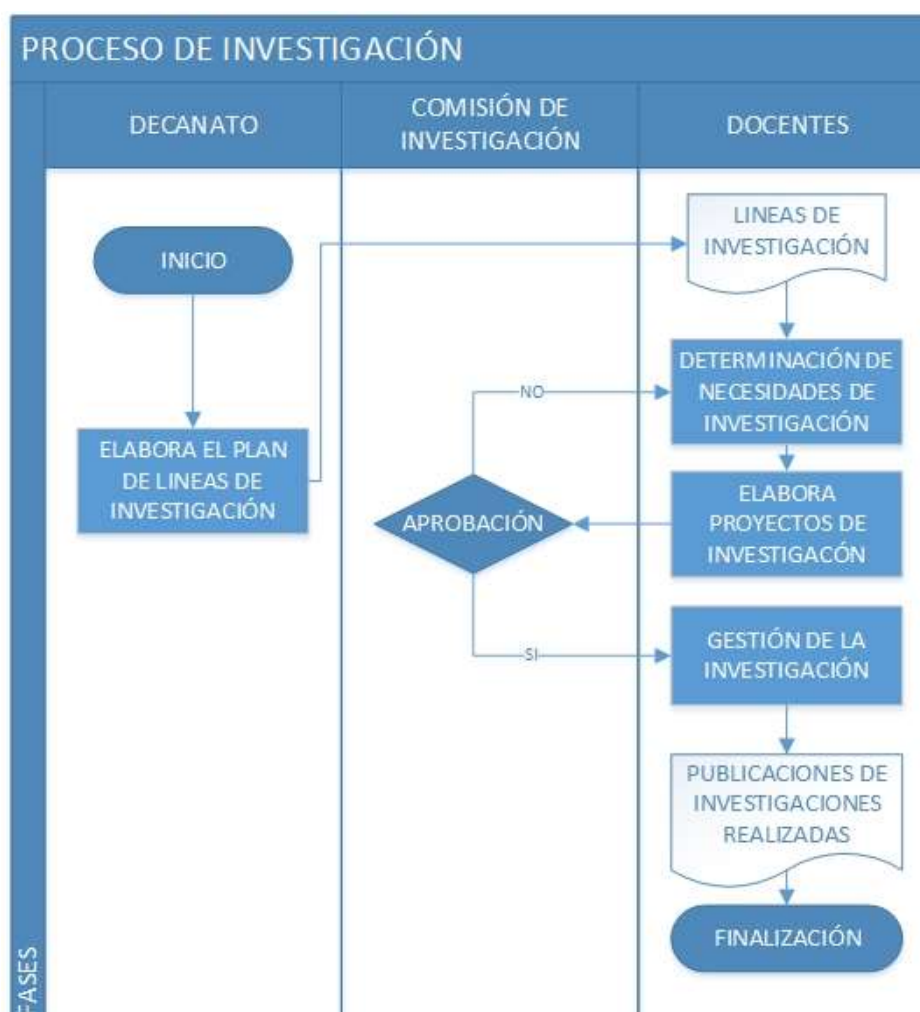 PROCESO DE INVESTIGACIÓN
DECANATO
COMISIÓN DE
INVESTIGACIÓN
DOCENTES
LINEAS DE
INVESTIGACIÓN
INICIO
DETERMINACIÓN DE
NECESIDADES DE
INVESTIGACIÓN
NO
ELABORA EL PLAN
DE LINEAS DE
INVESTIGACIÓN
APROBACIÓN
ELABORA
PROYECTOS DE
INVESTIGACÓN
SI
GESTIÓN DE LA
INVESTIGACIÓN
PUBLICACIONES DE
INVESTIGACIONES
REALIZADAS
FINALIZACIÓN
FASES